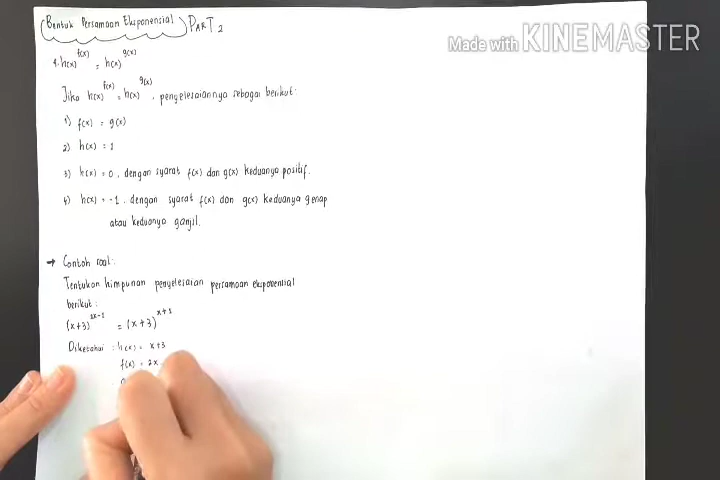 Bentuk Persamaan Eksponensial PART 2
Made with KINEMASTER
4. h(x)^f(x) = h(x)^g(x)
Jika h(x)^f(x) = h(x)^g(x), penyelesaiannya sebagai berikut:
1) f(x) = g(x)
2) h(x) = 1
3) h(x) = 0, dengan syarat f(x) dan g(x) keduanya positif.
4) h(x) = -1. dengan syarat f(x) dan g(x) keduanya genap
atau keduanya ganjil.
→ Contoh soal:
Tentukan himpunan penyelesaian persamaan eksponensial
berikut:
(x+3)^2x-1 = (x+3)^x+1
Diketahui : h(x) = x+3
f(x) = 2x